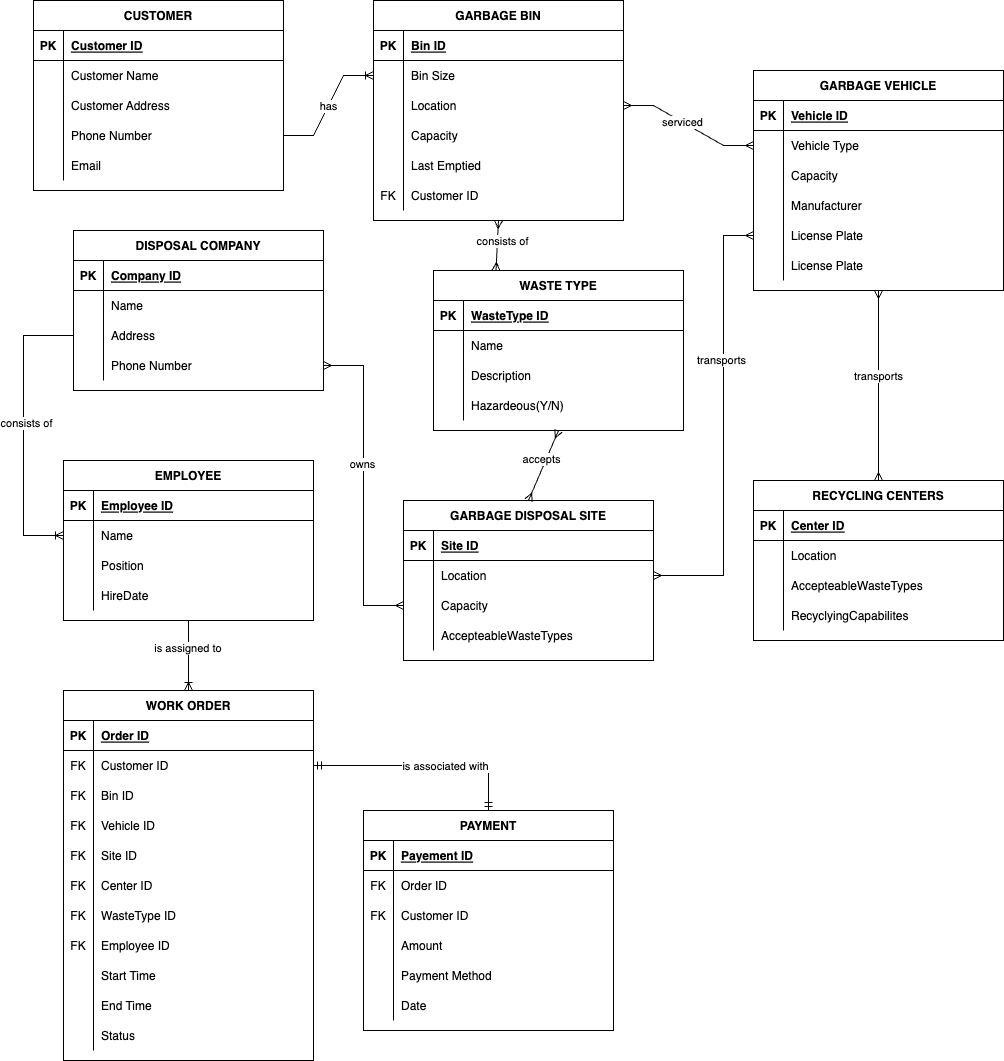 CUSTOMER
PK Customer ID
Customer Name
Customer Address
Phone Number
Email
has
GARBAGE BIN
PK Bin ID
Bin Size
Location
Capacity
Last Emptied
FK Customer ID
serviced
GARBAGE VEHICLE
PK Vehicle ID
Vehicle Type
Capacity
Manufacturer
License Plate
License Plate
consists of
DISPOSAL COMPANY
PK Company ID
Name
Address
Phone Number
WASTE TYPE
PK WasteType ID
Name
Description
Hazardeous(Y/N)
transports
transports
consists of
accepts
owns
EMPLOYEE
PK Employee ID
Name
Position
HireDate
GARBAGE DISPOSAL SITE
PK Site ID
Location
Capacity
AccepteableWasteTypes
RECYCLING CENTERS
PK Center ID
Location
AccepteableWasteTypes
RecyclyingCapabilites
is assigned to
WORK ORDER
PK Order ID
FK Customer ID
FK Bin ID
FK Vehicle ID
FK Site ID
FK Center ID
FK WasteType ID
FK Employee ID
Start Time
End Time
Status
is associated with
PAYMENT
PK Payement ID
FK Order ID
FK Customer ID
Amount
Payment Method
Date